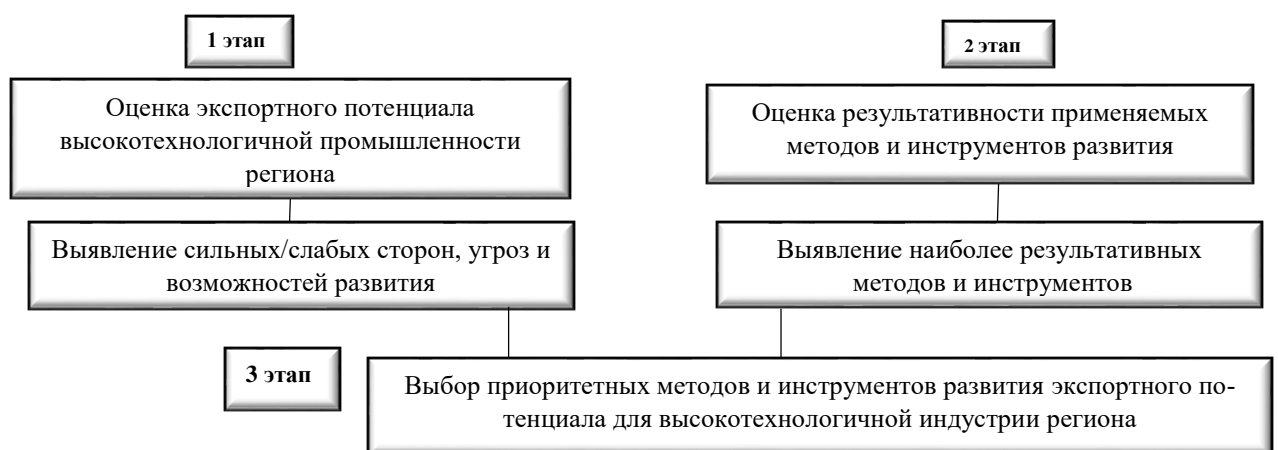 1 этап
Оценка экспортного потенциала
высокотехнологичной промышленности
региона
Выявление сильных/слабых сторон, угроз и
возможностей развития
2 этап
Оценка результативности применяемых
методов и инструментов развития
Выявление наиболее результативных
методов и инструментов
3 этап
Выбор приоритетных методов и инструментов развития экспортного по-
тенциала для высокотехнологичной индустрии региона